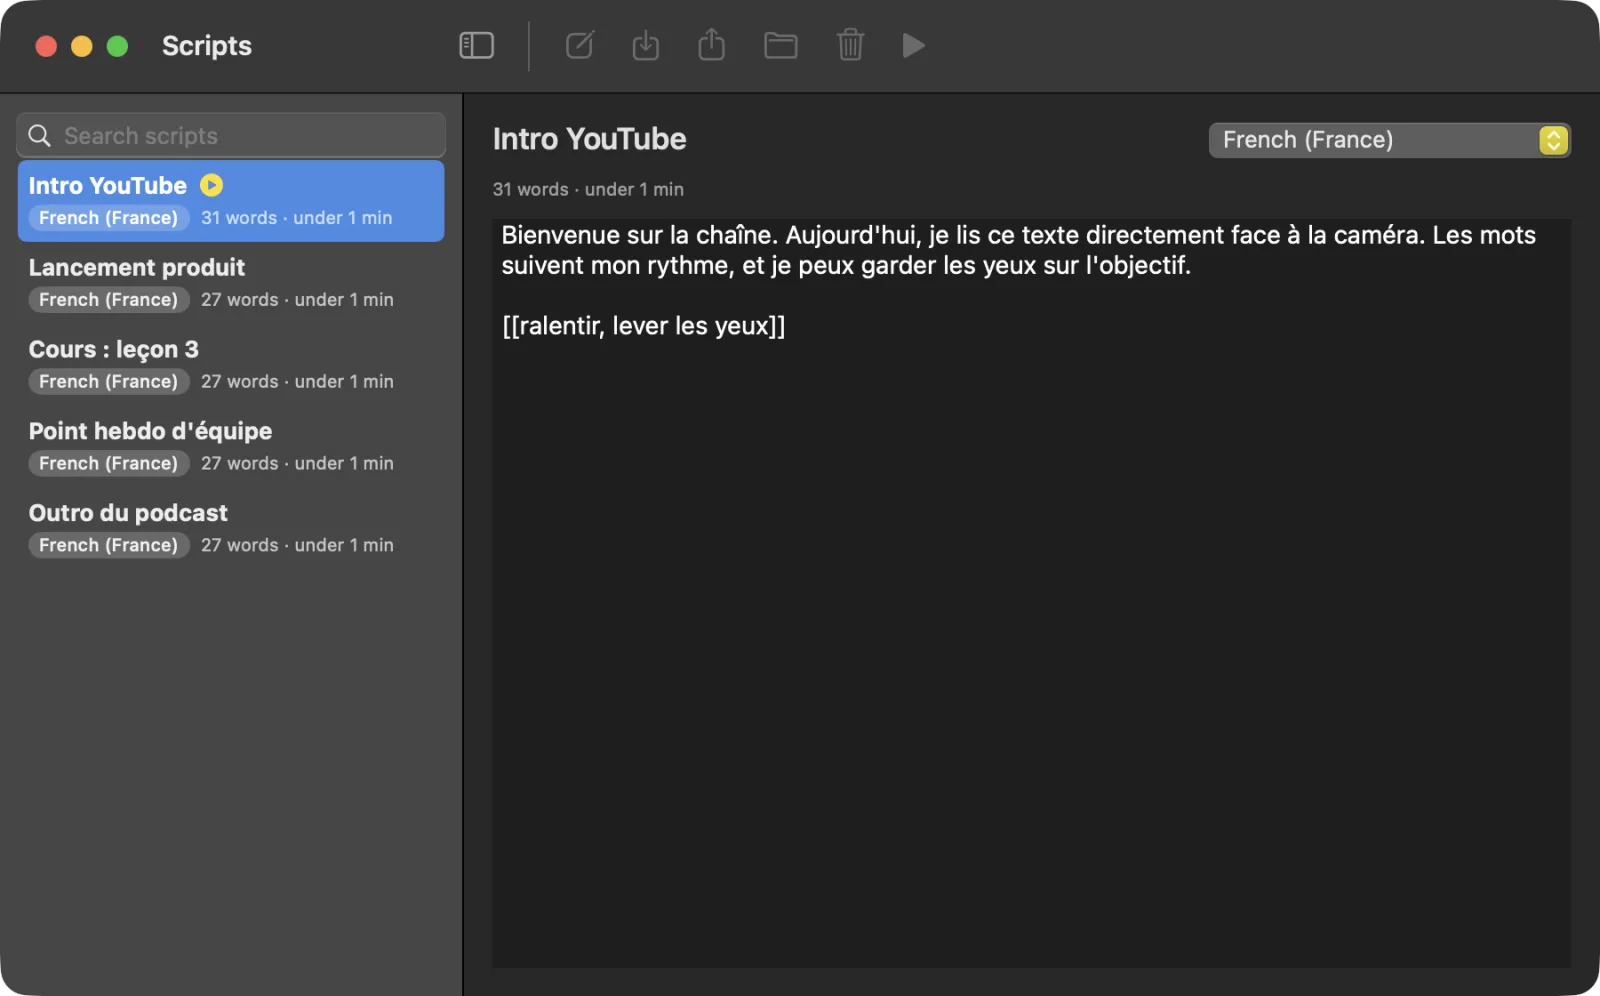 Scripts
Search scripts
Intro YouTube
French (France) 31 words · under 1 min
Lancement produit
French (France) 27 words · under 1 min
Cours : leçon 3
French (France) 27 words · under 1 min
Point hebdo d'équipe
French (France) 27 words · under 1 min
Outro du podcast
French (France) 27 words · under 1 min
Intro YouTube
French (France)
31 words · under 1 min
Bienvenue sur la chaîne. Aujourd'hui, je lis ce texte directement face à la caméra. Les mots
suivent mon rythme, et je peux garder les yeux sur l'objectif.
[[ralentir, lever les yeux]]